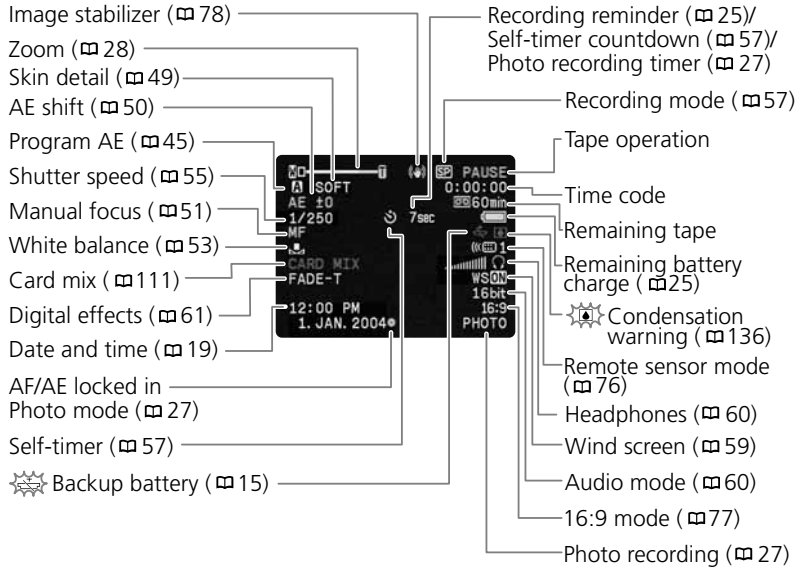 Image stabilizer (78)
Zoom (28)
Skin detail (49)
AE shift (50)
Program AE (45)
Shutter speed (55)
Manual focus (51)
White balance (53)
Card mix (111)
Digital effects (61)
Date and time (19)
AF/AE locked in
Photo mode (27)
Self-timer (57)
Backup battery (15)
W T
A SOFT
AE ±0
1/250
MF
CARD MIX
FADE-T
12:00 PM
1. JAN. 2004
7sec
SP PAUSE
0:00:00
60min
1
WS ON
16bit
16:9
PHOTO
Recording reminder (25)/
Self-timer countdown (57)/
Photo recording timer (27)
Recording mode (57)
Tape operation
Time code
Remaining tape
Remaining battery
charge (25)
Condensation
warning (136)
Remote sensor mode
(76)
Headphones (60)
Wind screen (59)
Audio mode (60)
16:9 mode (77)
Photo recording (27)